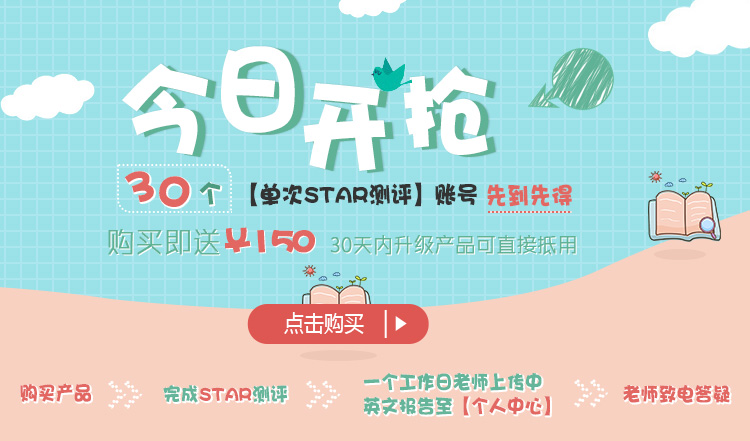 今日开抢
30个【单次STAR测评】账号 先到先得
购买即送¥150 30天内升级产品可直接抵用
点击购买
购买产品 完成STAR测评 一个工作日老师上传中英文报告至【个人中心】 老师致电答疑